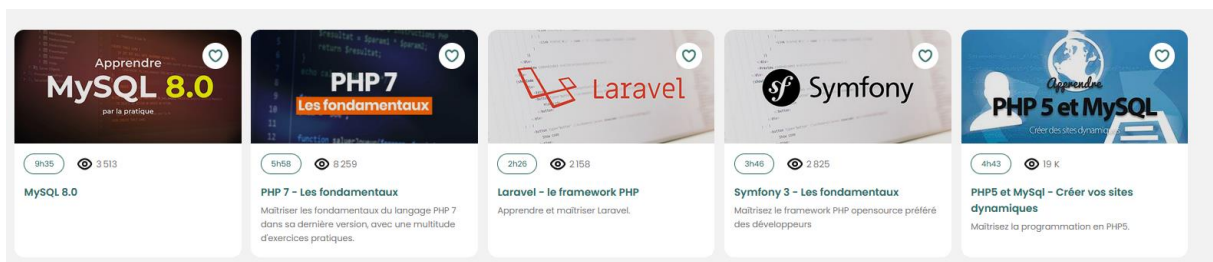 Apprendre
MySQL 8.0
par la pratique
9h35
3 513
MySQL 8.0
PHP 7
Les fondamentaux
5h58
8 259
PHP 7 - Les fondamentaux
Maîtriser les fondamentaux du langage PHP 7
dans sa dernière version, avec une multitude
d'exercices pratiques.
Laravel
2h26
2 158
Laravel - le framework PHP
Apprendre et maîtriser Laravel.
sf Symfony
3h46
2 825
Symfony 3 - Les fondamentaux
Maîtrisez le framework PHP opensource préféré
des développeurs
Apprendre
PHP 5 et MySQL
Créer des sites dynamiques
4h43
19 K
PHP5 et MySql - Créer vos sites
dynamiques
Maîtrisez la programmation en PHP5.